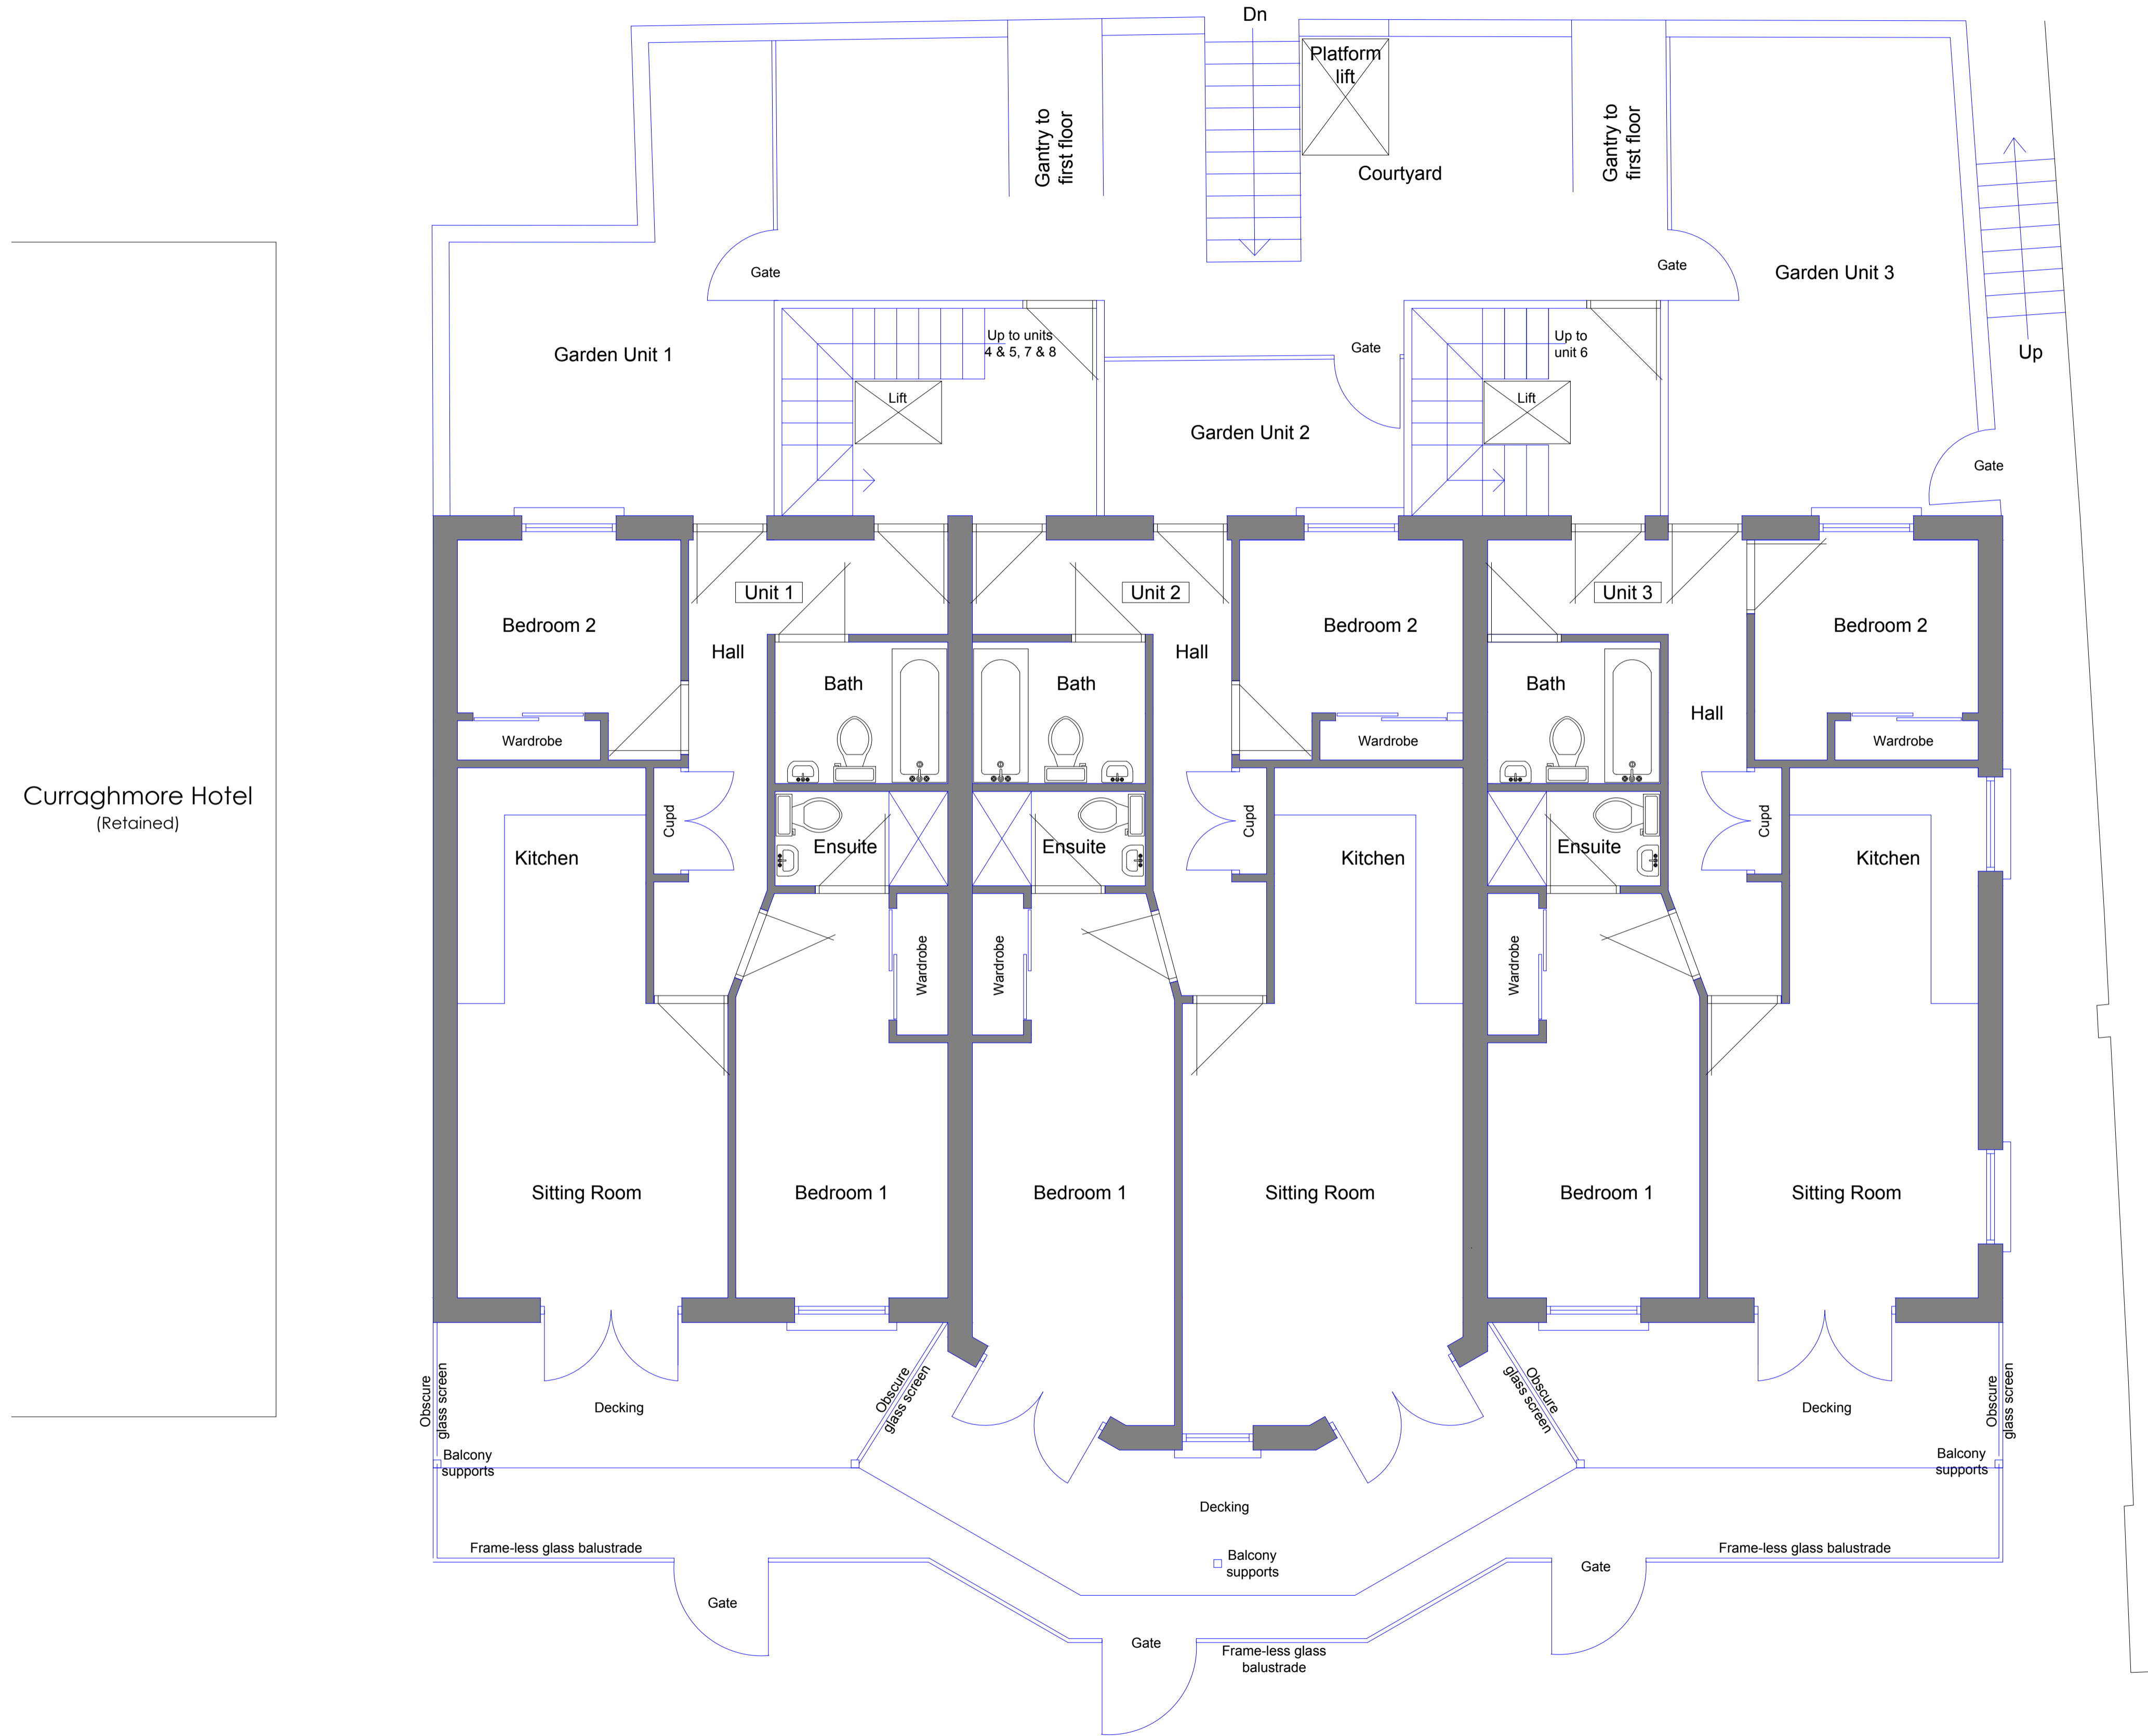 Dn
Platform
lift
Gantry to
first floor
Gantry to
first floor
Courtyard
Gate
Gate
Garden Unit 3
Up to units
4 & 5, 7 & 8
Up to
unit 6
Gate
Garden Unit 1
Up
Lift
Lift
Garden Unit 2
Gate
Unit 1
Unit 2
Unit 3
Bedroom 2
Bedroom 2
Bedroom 2
Hall
Hall
Bath
Bath
Bath
Hall
Wardrobe
Wardrobe
Wardrobe
Curraghmore Hotel
(Retained)
Cupd
Cupd
Cupd
Ensuite
Ensuite
Ensuite
Kitchen
Kitchen
Kitchen
Wardrobe
Wardrobe
Wardrobe
Sitting Room
Bedroom 1
Bedroom 1
Sitting Room
Bedroom 1
Sitting Room
Obscure
glass screen
Obscure
glass screen
Obscure
glass screen
Obscure
glass screen
Decking
Decking
Balcony
supports
Balcony
supports
Decking
Frame-less glass balustrade
Frame-less glass balustrade
Balcony
supports
Gate
Gate
Gate
Frame-less glass
balustrade